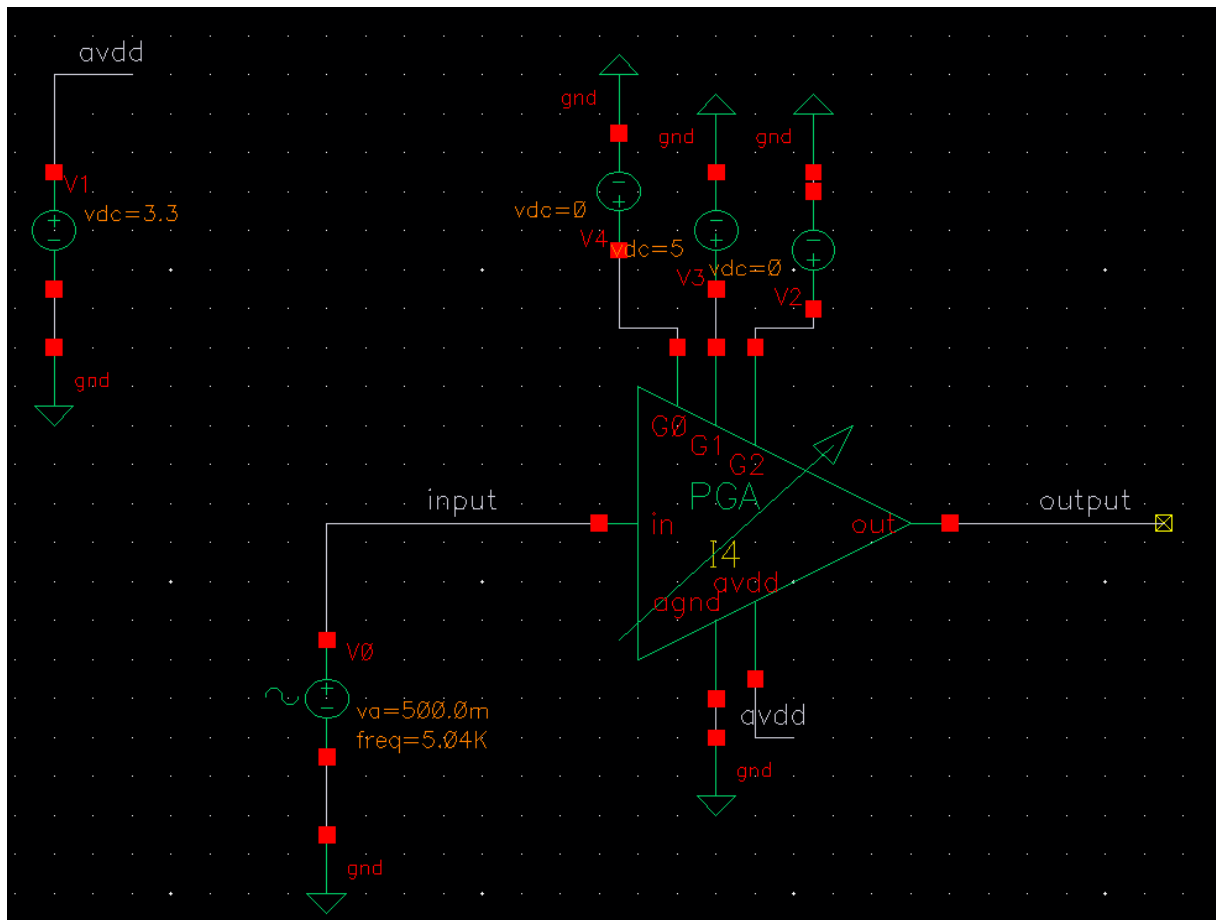 avdd
gnd
gnd
gnd
V1
vdc=3.3
vdc=0
V4
vdc=5
V3
vdc=0
V2
gnd
G0
G1
G2
PGA
input
in
out
output
I4
avdd
agnd
V0
va=500.0m
freq=5.04K
avdd
gnd
gnd